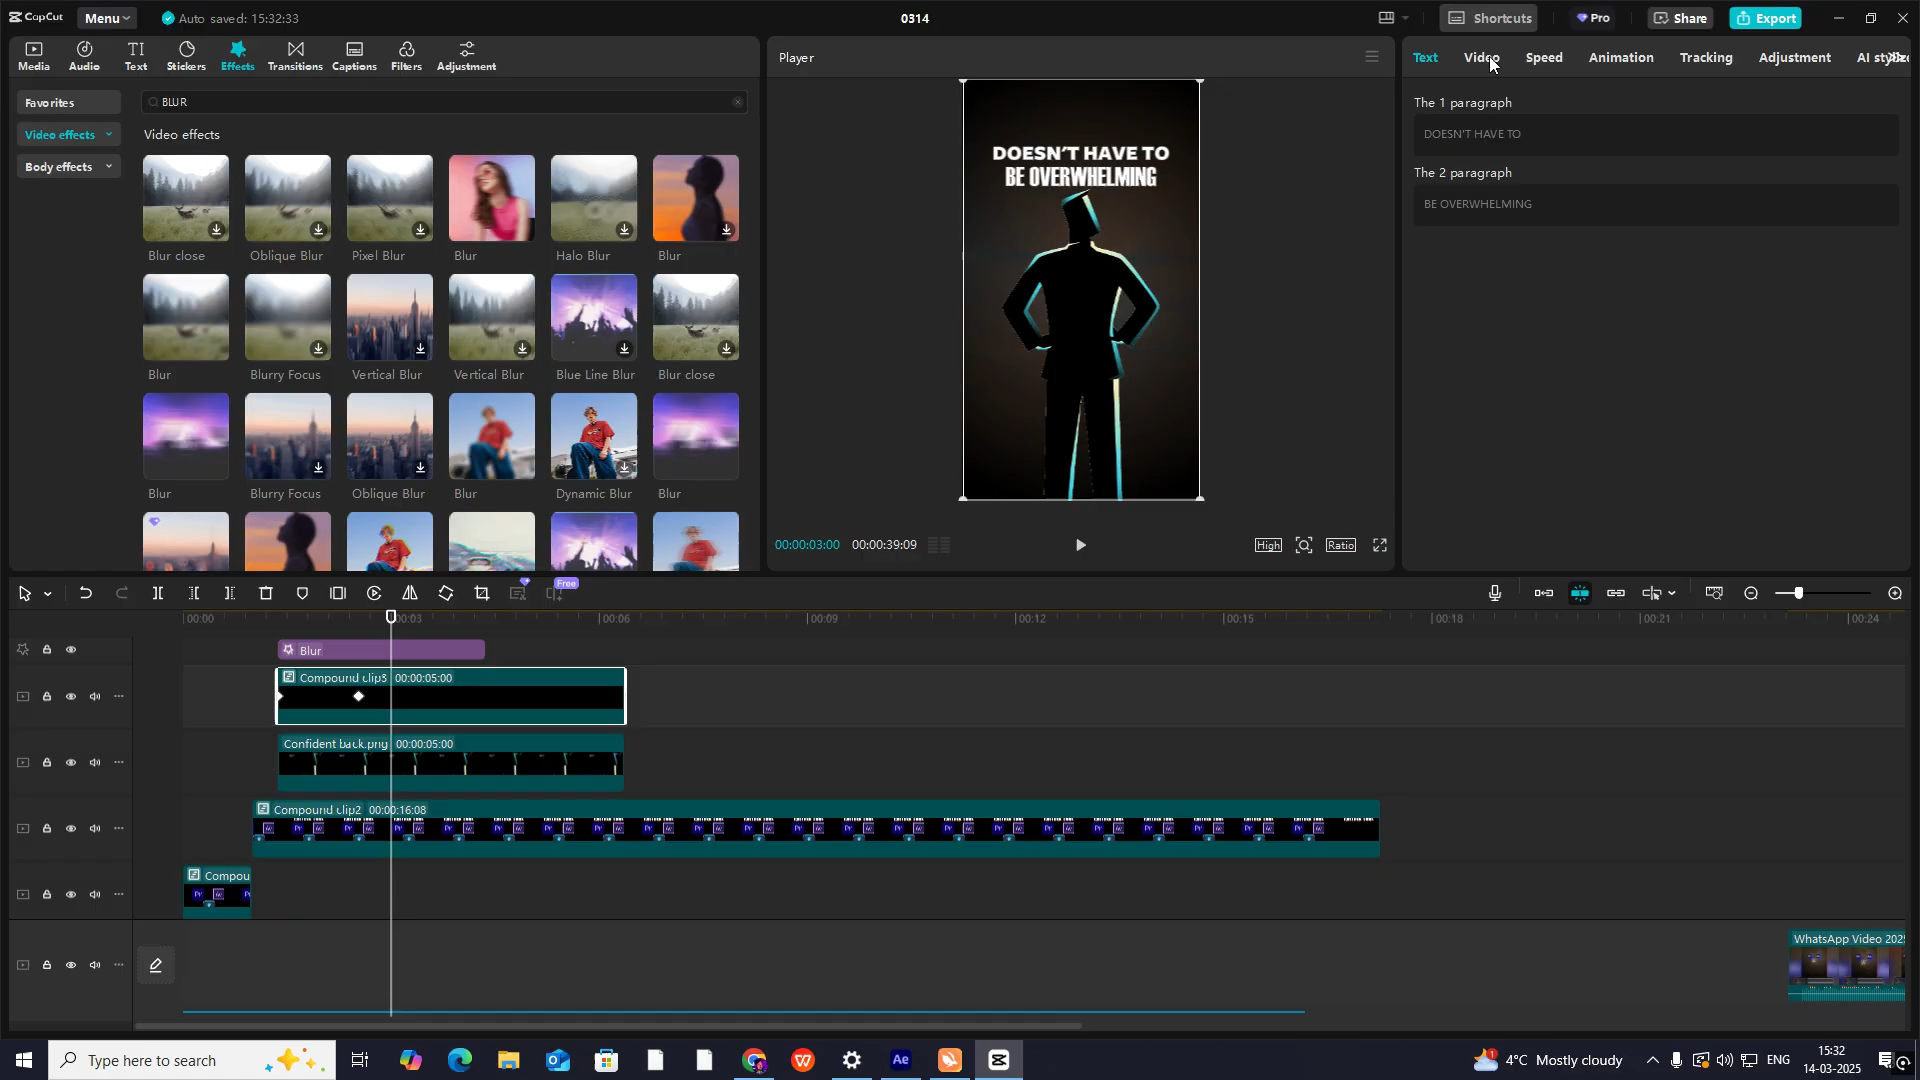 CapCut
Menu
Auto saved: 15:32:33
0314
Shortcuts
Pro
Share
Export
Media
Audio
Text
Stickers
Effects
Transitions
Captions
Filters
Adjustment
Player
Text
Video
Speed
Animation
Tracking
Adjustment
Favorites
Video effects
Body effects
BLUR
Video effects
Blur close
Oblique Blur
Pixel Blur
Blur
Halo Blur
Blur
Blur
Blurry Focus
Vertical Blur
Vertical Blur
Blue Line Blur
Blur close
Blur
Blurry Focus
Oblique Blur
Blur
Dynamic Blur
Blur
DOESN'T HAVE TO
BE OVERWHELMING
The 1 paragraph
DOESN'T HAVE TO
The 2 paragraph
BE OVERWHELMING
00:00:03:00
00:00:39:09
High
Ratio
Free
00:00
00:03
00:06
00:09
00:12
00:15
00:18
00:21
00:24
Blur
Compound clip3 00:00:05:00
Confident back.png 00:00:05:00
Compound clip2 00:00:16:08
Compou
WhatsApp Video 202
Type here to search
4°C Mostly cloudy
ENG
15:32
14-03-2025